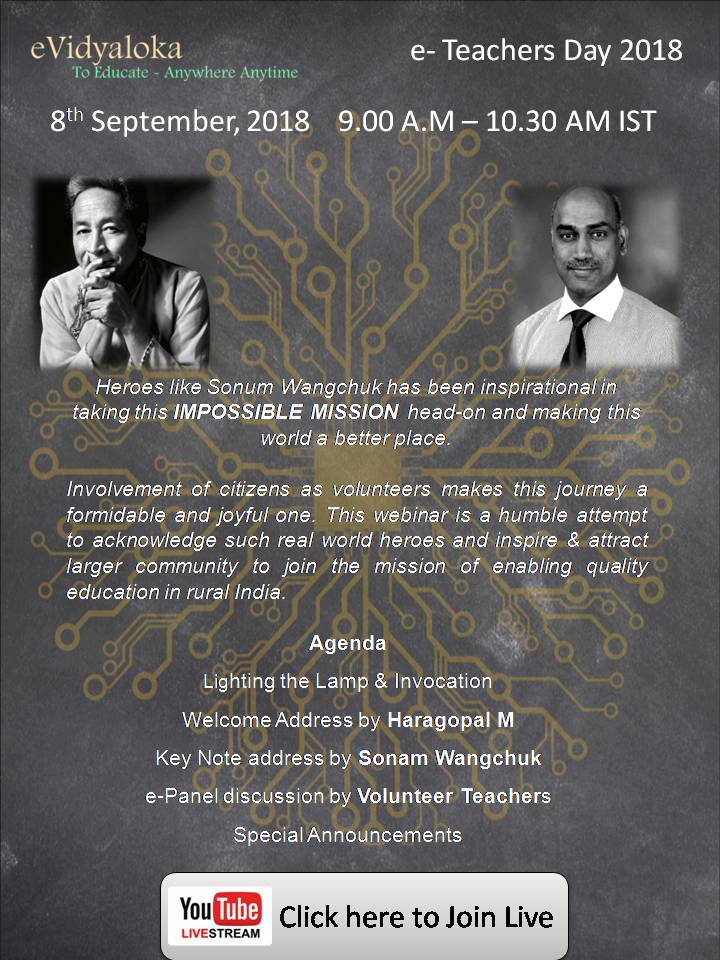 eVidyaloka
To Educate - Anywhere Anytime
e- Teachers Day 2018
8th September, 2018 9.00 A.M – 10.30 AM IST
Heroes like Sonum Wangchuk has been inspirational in
taking this IMPOSSIBLE MISSION head-on and making this
world a better place.
Involvement of citizens as volunteers makes this journey a
formidable and joyful one. This webinar is a humble attempt
to acknowledge such real world heroes and inspire & attract
larger community to join the mission of enabling quality
education in rural India.
Agenda
Lighting the Lamp & Invocation
Welcome Address by Haragopal M
Key Note address by Sonam Wangchuk
e-Panel discussion by Volunteer Teachers
Special Announcements
YouTube
LIVESTREAM
Click here to Join Live